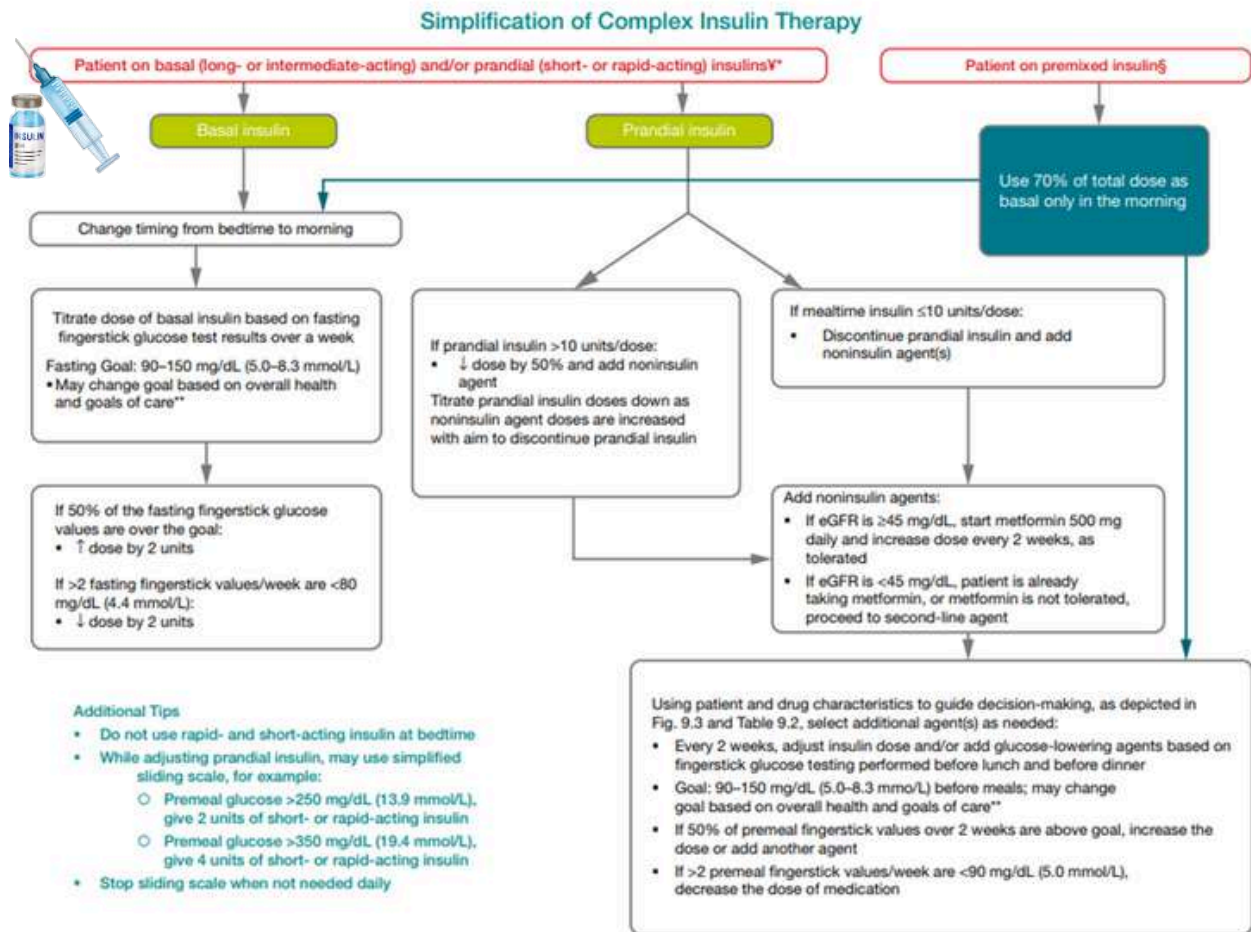 Simplification of Complex Insulin Therapy
Patient on basal (long- or intermediate-acting) and/or prandial (short- or rapid-acting) insulins¥*
Patient on premixed insulin§
INSULIN
Basal insulin
Prandial insulin
Use 70% of total dose as
basal only in the morning
Change timing from bedtime to morning
Titrate dose of basal insulin based on fasting
fingerstick glucose test results over a week
Fasting Goal: 90–150 mg/dL (5.0–8.3 mmol/L)
• May change goal based on overall health
and goals of care**
If 50% of the fasting fingerstick glucose
values are over the goal:
• ↑ dose by 2 units
If >2 fasting fingerstick values/week are <80
mg/dL (4.4 mmol/L):
• ↓ dose by 2 units
If prandial insulin >10 units/dose:
• ↓ dose by 50% and add noninsulin
agent
Titrate prandial insulin doses down as
noninsulin agent doses are increased
with aim to discontinue prandial insulin
If mealtime insulin ≤10 units/dose:
• Discontinue prandial insulin and add
noninsulin agent(s)
Add noninsulin agents:
• If eGFR is ≥45 mg/dL, start metformin 500 mg
daily and increase dose every 2 weeks, as
tolerated
• If eGFR is <45 mg/dL, patient is already
taking metformin, or metformin is not tolerated,
proceed to second-line agent
Using patient and drug characteristics to guide decision-making, as depicted in
Fig. 9.3 and Table 9.2, select additional agent(s) as needed:
• Every 2 weeks, adjust insulin dose and/or add glucose-lowering agents based on
fingerstick glucose testing performed before lunch and before dinner
• Goal: 90–150 mg/dL (5.0–8.3 mmo/L) before meals; may change
goal based on overall health and goals of care**
• If 50% of premeal fingerstick values over 2 weeks are above goal, increase the
dose or add another agent
• If >2 premeal fingerstick values/week are <90 mg/dL (5.0 mmol/L),
decrease the dose of medication
Additional Tips
• Do not use rapid- and short-acting insulin at bedtime
• While adjusting prandial insulin, may use simplified
sliding scale, for example:
○ Premeal glucose >250 mg/dL (13.9 mmol/L),
give 2 units of short- or rapid-acting insulin
○ Premeal glucose >350 mg/dL (19.4 mmol/L),
give 4 units of short- or rapid-acting insulin
• Stop sliding scale when not needed daily